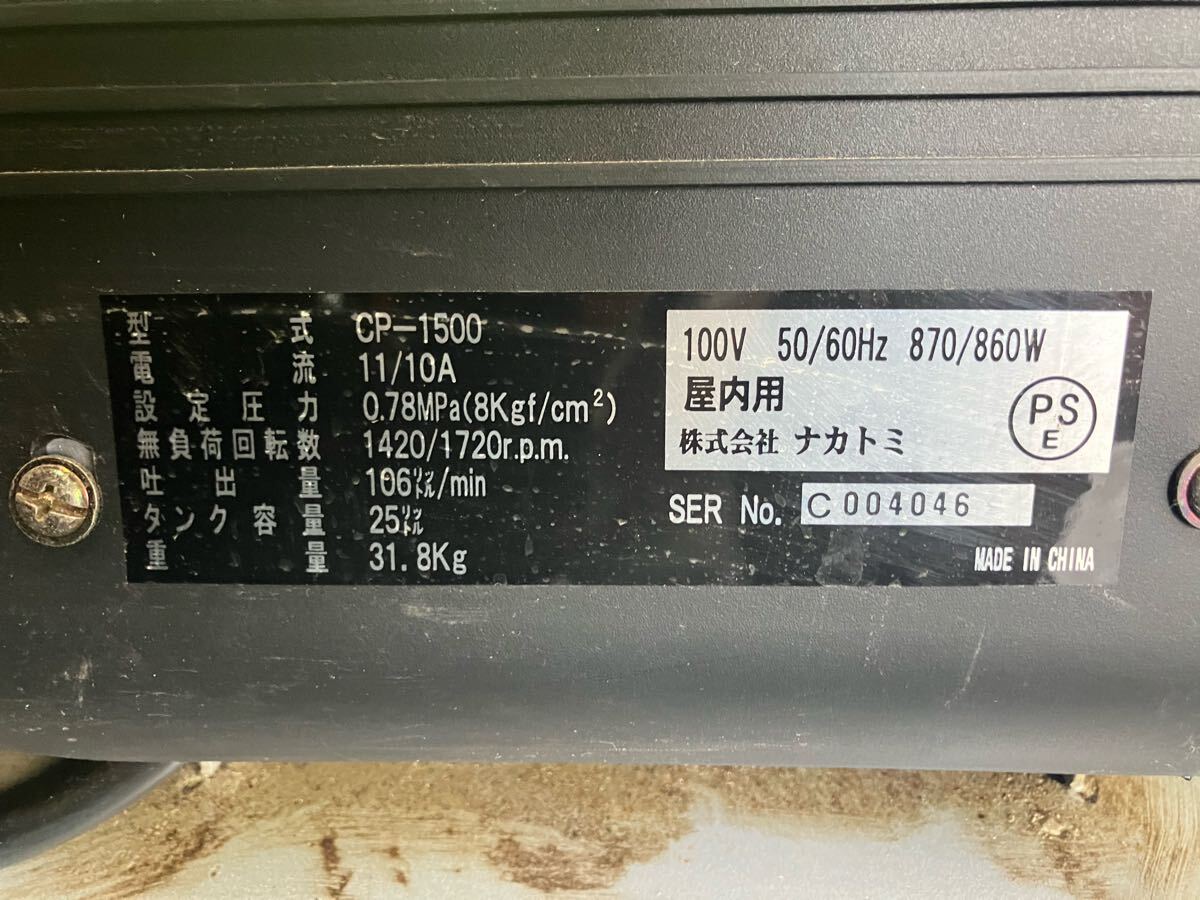 型式 CP-1500
電流 11/10A
設定圧力 0.78MPa(8Kgf/cm²)
無負荷回転数 1420/1720r.p.m.
吐出量 106㍑/min
タンク容量 25㍑
重量 31.8Kg
100V 50/60Hz 870/860W
屋内用
株式会社 ナカトミ
PSE
SER No. C004046
MADE IN CHINA